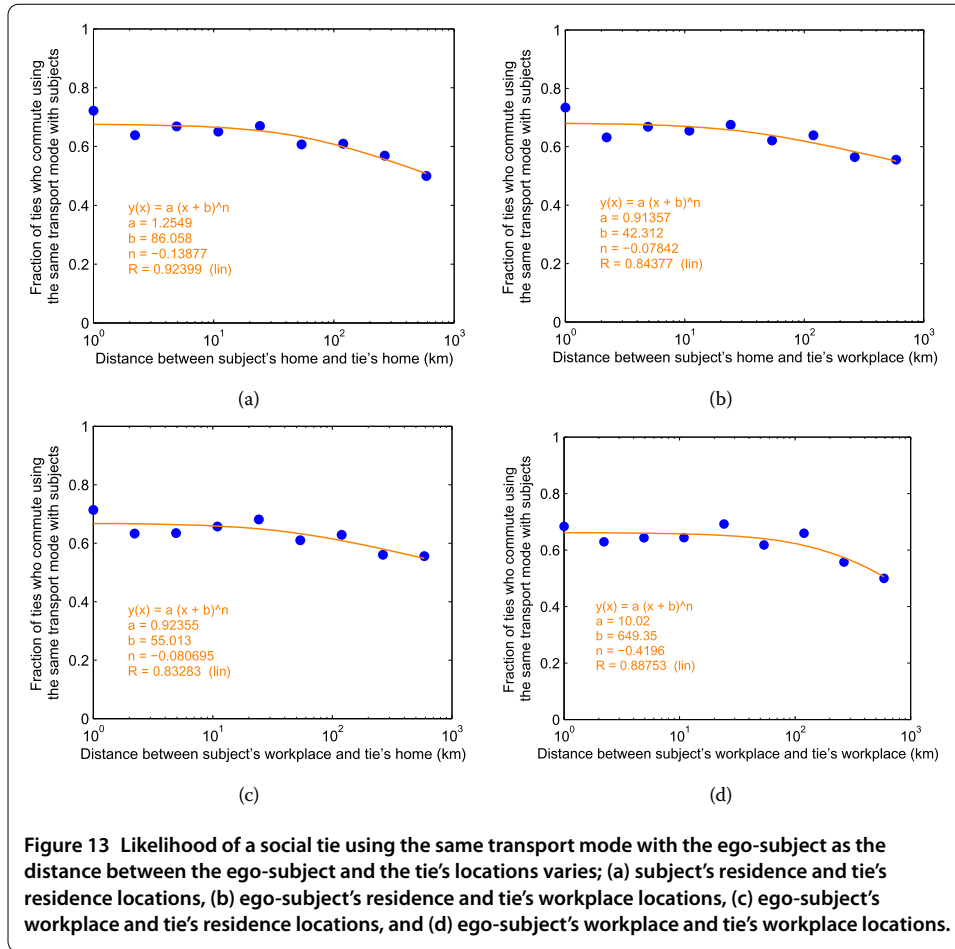 1
0.8
0.6
0.4
0.2
0
Fraction of ties who commute using
the same transport mode with subjects
y(x) = a (x + b)^n
a = 1.2549
b = 86.058
n = −0.13877
R = 0.92399 (lin)
10^0 10^1 10^2 10^3
Distance between subject's home and tie's home (km)
(a)
1
0.8
0.6
0.4
0.2
0
Fraction of ties who commute using
the same transport mode with subjects
y(x) = a (x + b)^n
a = 0.91357
b = 42.312
n = −0.07842
R = 0.84377 (lin)
10^0 10^1 10^2 10^3
Distance between subject's home and tie's workplace (km)
(b)
1
0.8
0.6
0.4
0.2
0
Fraction of ties who commute using
the same transport mode with subjects
y(x) = a (x + b)^n
a = 0.92355
b = 55.013
n = −0.080695
R = 0.83283 (lin)
10^0 10^1 10^2 10^3
Distance between subject's workplace and tie's home (km)
(c)
1
0.8
0.6
0.4
0.2
0
Fraction of ties who commute using
the same transport mode with subjects
y(x) = a (x + b)^n
a = 10.02
b = 649.35
n = −0.4196
R = 0.88753 (lin)
10^0 10^1 10^2 10^3
Distance between subject's workplace and tie's workplace (km)
(d)
Figure 13 Likelihood of a social tie using the same transport mode with the ego-subject as the
distance between the ego-subject and the tie's locations varies; (a) subject's residence and tie's
residence locations, (b) ego-subject's residence and tie's workplace locations, (c) ego-subject's
workplace and tie's residence locations, and (d) ego-subject's workplace and tie's workplace locations.